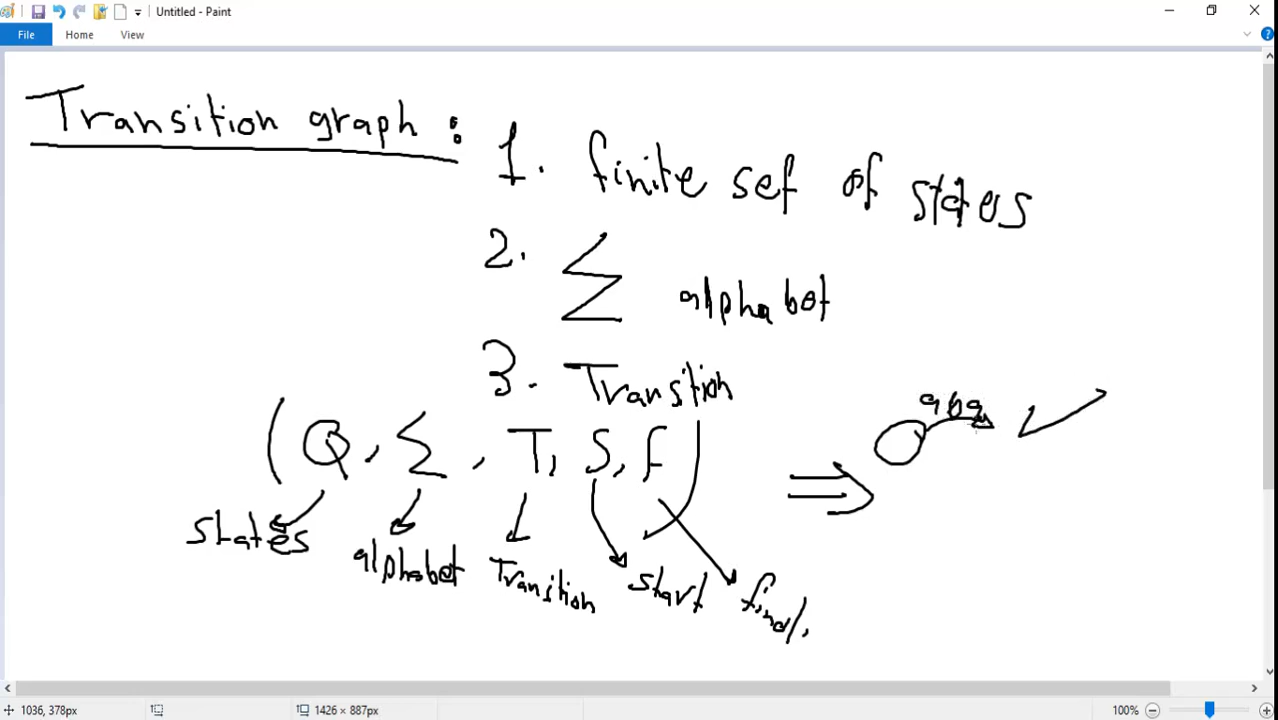 Untitled - Paint
File Home View
Transition graph :
1. finite set of states
2. Σ alphabet
3. Transition
(Q, Σ, T, S, F)
⇒ aba ✓
states alphabet Transition start final.
1036, 378px 1426 × 887px 100%